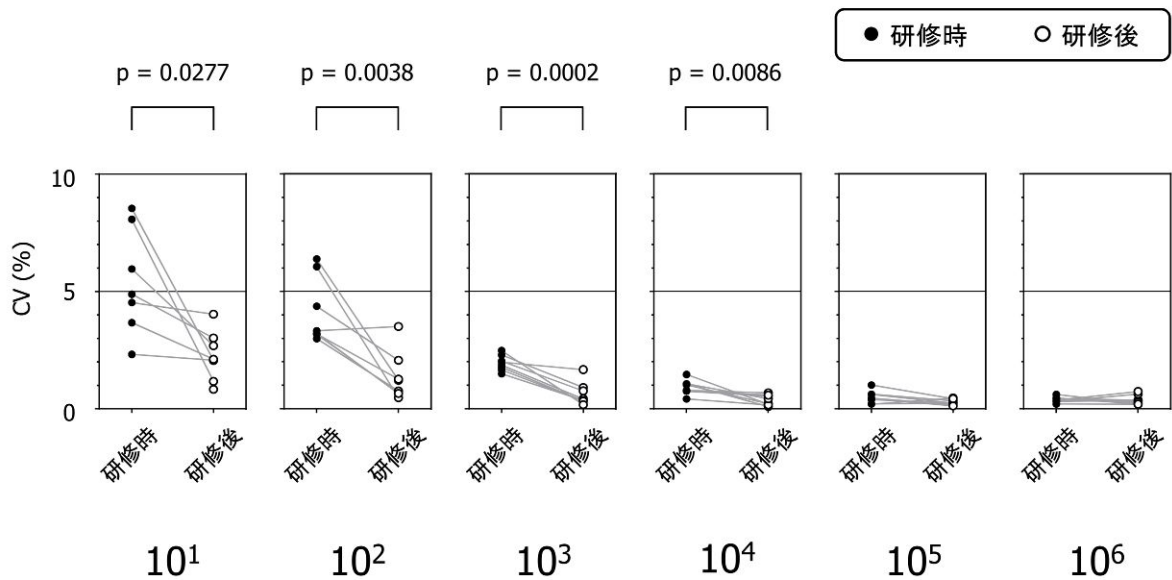 ● 研修時 ○ 研修後
p = 0.0277 p = 0.0038 p = 0.0002 p = 0.0086
10
CV (%)
5
0
研修時 研修後 研修時 研修後 研修時 研修後 研修時 研修後 研修時 研修後 研修時 研修後
10¹ 10² 10³ 10⁴ 10⁵ 10⁶